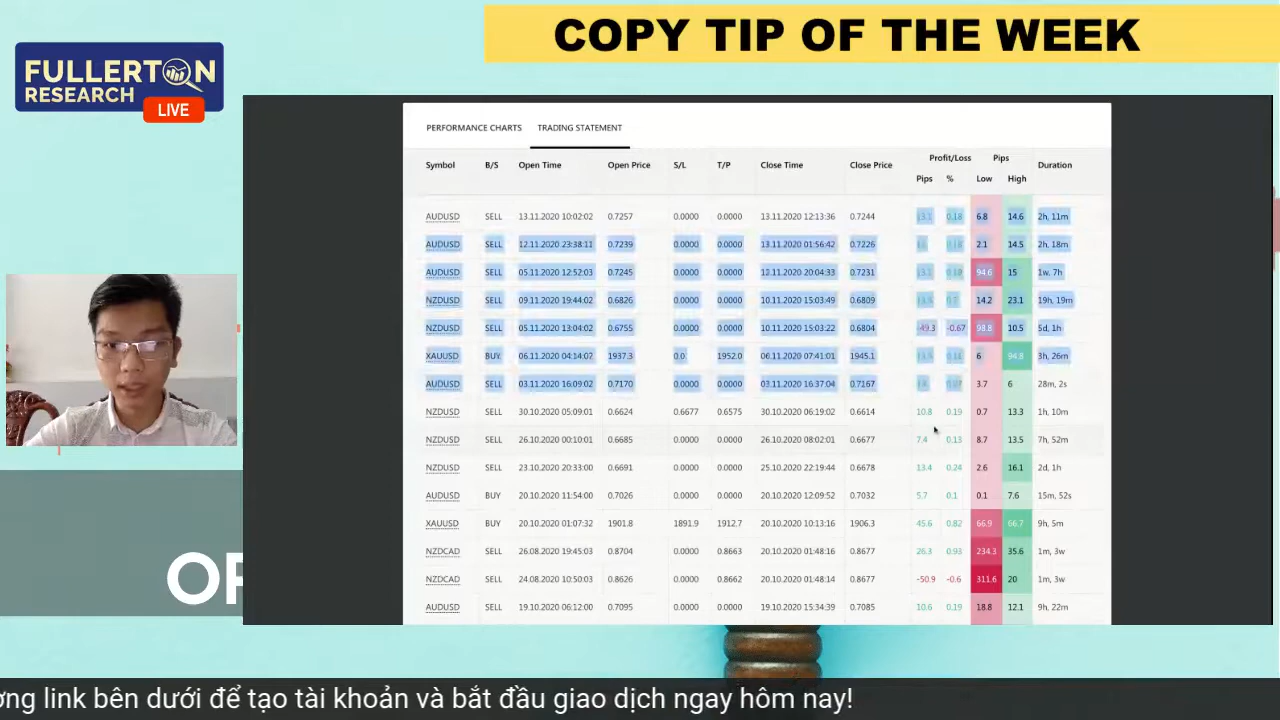 COPY TIP OF THE WEEK
FULLERTON
RESEARCH
LIVE
PERFORMANCE CHARTS TRADING STATEMENT
Symbol B/S Open Time Open Price S/L T/P Close Time Close Price Profit/Loss Pips Duration
Pips % Low High
AUDUSD SELL 13.11.2020 10:02:02 0.7257 0.0000 0.0000 13.11.2020 12:13:36 0.7244 13.1 0.18 6.8 14.6 2h, 11m
AUDUSD SELL 12.11.2020 23:38:11 0.7239 0.0000 0.0000 13.11.2020 01:56:42 0.7226 2.1 14.5 2h, 18m
AUDUSD SELL 05.11.2020 12:52:03 0.7245 0.0000 0.0000 12.11.2020 20:04:33 0.7231 94.6 15 1w, 7h
NZDUSD SELL 09.11.2020 19:44:02 0.6826 0.0000 0.0000 10.11.2020 15:03:49 0.6809 14.2 23.1 19h, 19m
NZDUSD SELL 05.11.2020 13:04:02 0.6755 0.0000 0.0000 10.11.2020 15:03:22 0.6804 -49.3 -0.67 98.8 10.5 5d, 1h
XAUUSD BUY 06.11.2020 04:14:07 1937.3 0.0 1952.0 06.11.2020 07:41:01 1945.1 6 94.8 3h, 26m
AUDUSD SELL 03.11.2020 16:09:02 0.7170 0.0000 0.0000 03.11.2020 16:37:04 0.7167 3.7 6 28m, 2s
NZDUSD SELL 30.10.2020 05:09:01 0.6624 0.6677 0.6575 30.10.2020 06:19:02 0.6614 10.8 0.19 0.7 13.3 1h, 10m
NZDUSD SELL 26.10.2020 00:10:01 0.6685 0.0000 0.0000 26.10.2020 08:02:01 0.6677 7.4 0.13 8.7 13.5 7h, 52m
NZDUSD SELL 23.10.2020 20:33:00 0.6691 0.0000 0.0000 25.10.2020 22:19:44 0.6678 13.4 0.24 2.6 16.1 2d, 1h
AUDUSD BUY 20.10.2020 11:54:00 0.7026 0.0000 0.0000 20.10.2020 12:09:52 0.7032 5.7 0.1 0.1 7.6 15m, 52s
XAUUSD BUY 20.10.2020 01:07:32 1901.8 1891.9 1912.7 20.10.2020 10:13:16 1906.3 45.6 0.82 66.9 66.7 9h, 5m
NZDCAD SELL 26.08.2020 19:45:03 0.8704 0.0000 0.8663 20.10.2020 01:48:16 0.8677 26.3 0.93 234.3 35.6 1m, 3w
NZDCAD SELL 24.08.2020 10:50:03 0.8626 0.0000 0.8662 20.10.2020 01:48:14 0.8677 -50.9 -0.6 311.6 20 1m, 3w
AUDUSD SELL 19.10.2020 06:12:00 0.7095 0.0000 0.0000 19.10.2020 15:34:39 0.7085 10.6 0.19 18.8 12.1 9h, 22m
link bên dưới để tạo tài khoản và bắt đầu giao dịch ngay hôm nay!